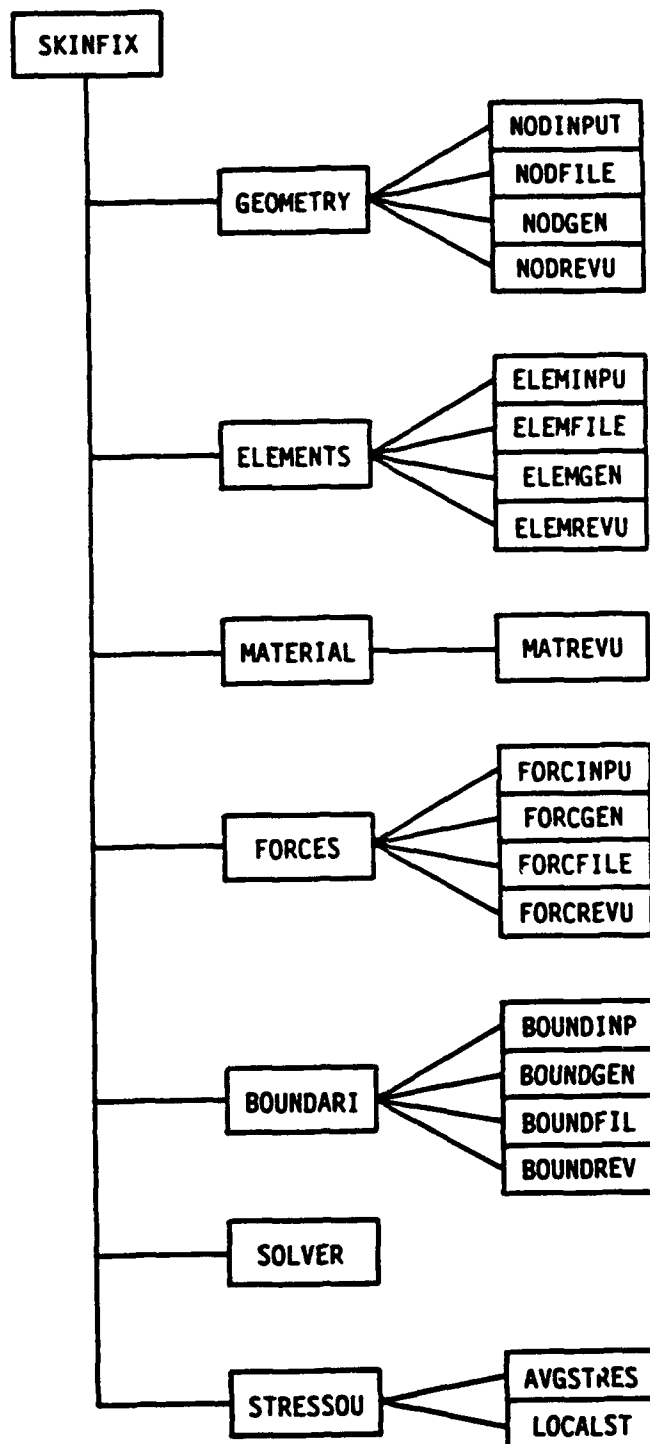 SKINFIX
GEOMETRY
NODINPUT
NODFILE
NODGEN
NODREVU
ELEMENTS
ELEMINPU
ELEMFILE
ELEMGEN
ELEMREVU
MATERIAL
MATREVU
FORCES
FORCINPU
FORCGEN
FORCFILE
FORCREVU
BOUNDARI
BOUNDINP
BOUNDGEN
BOUNDFIL
BOUNDREV
SOLVER
STRESSOU
AVGSTRES
LOCALST